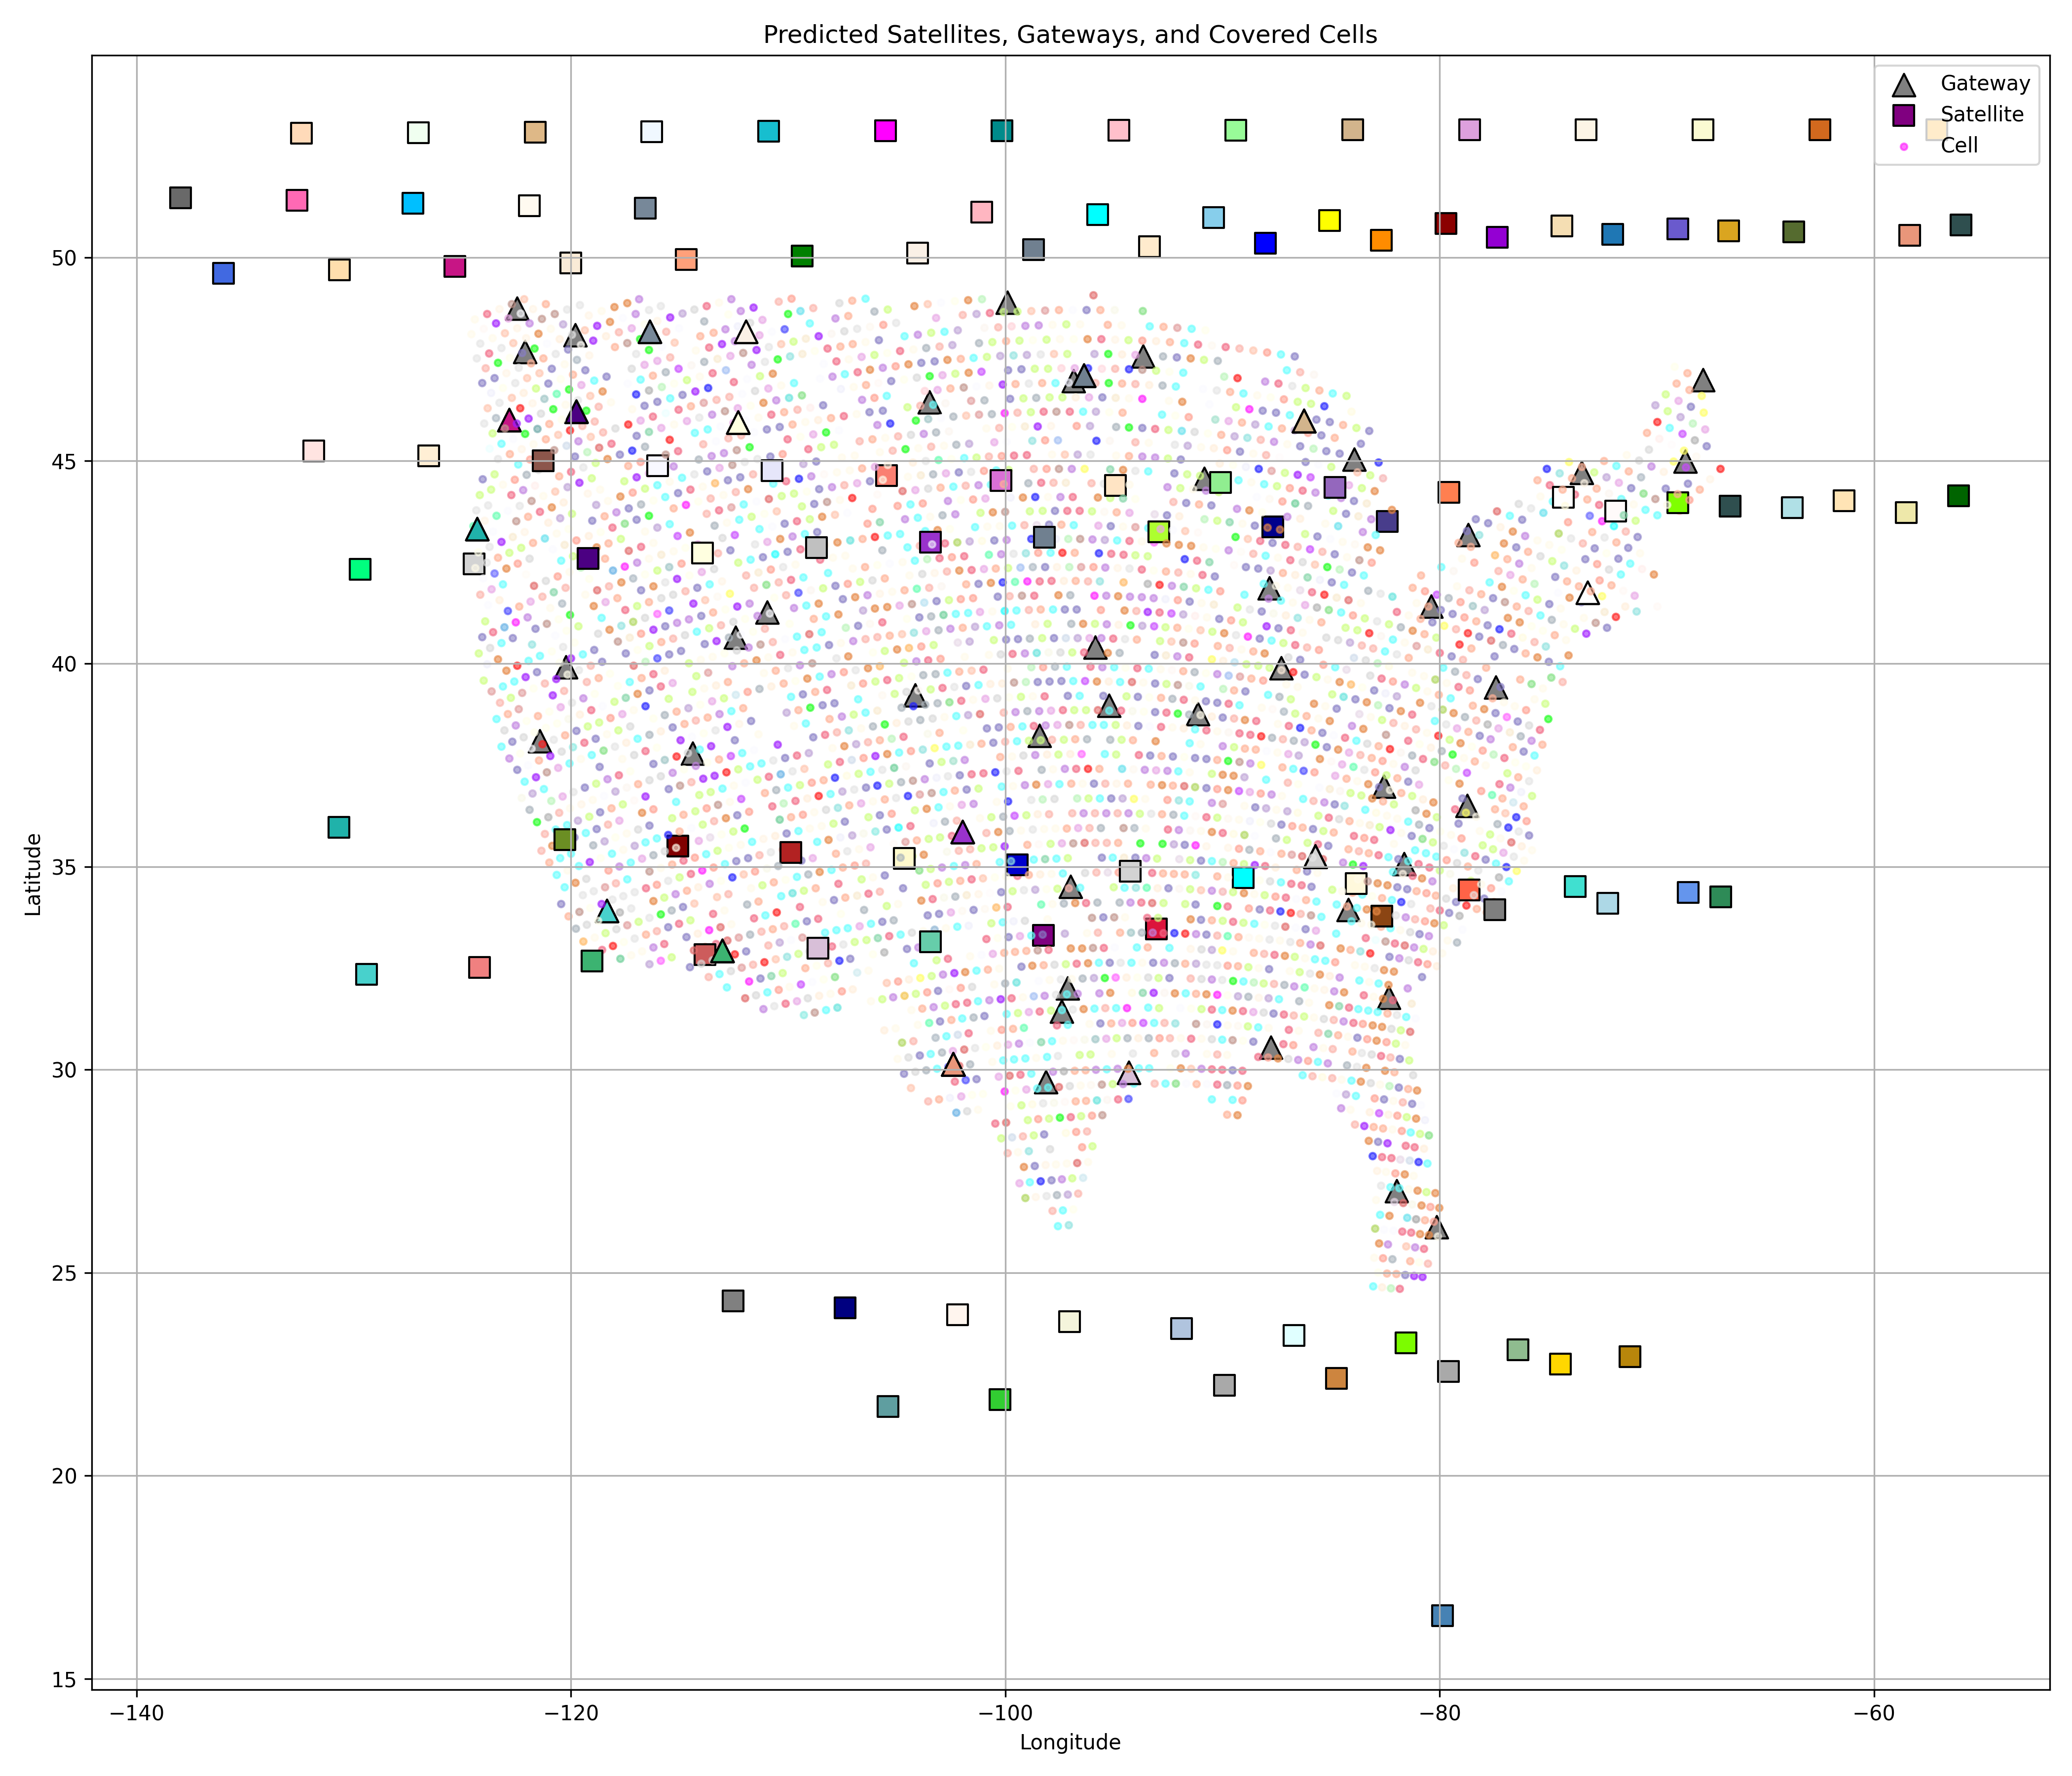 Predicted Satellites, Gateways, and Covered Cells
Gateway
Satellite
Cell
50
45
40
35
30
25
20
15
Latitude
−140
−120
−100
−80
−60
Longitude